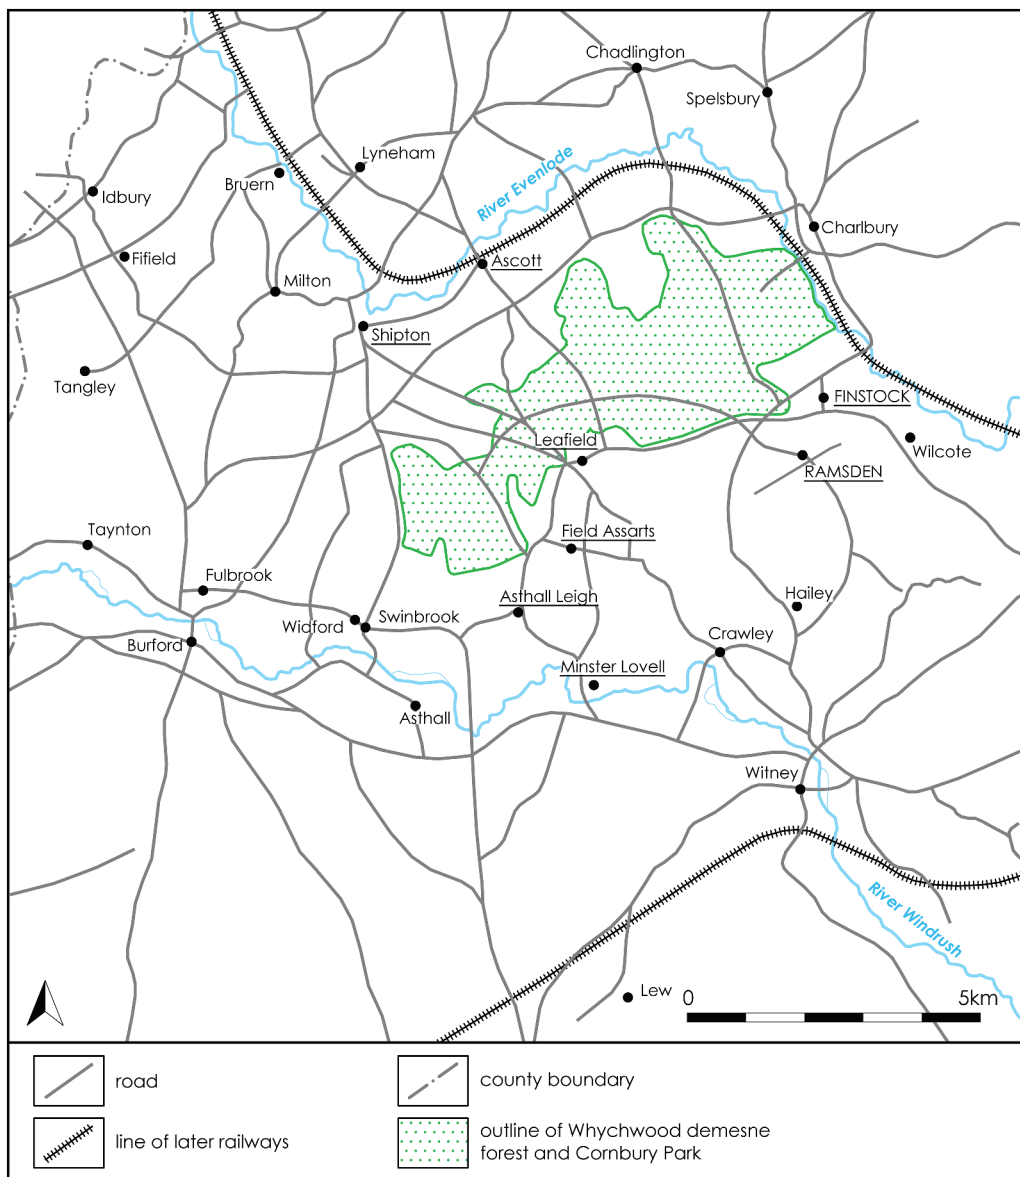 Chadlington
Spelsbury
Lyneham
Bruern
River Evenlode
Idbury
Charlbury
Fifield
Ascott
Milton
Shipton
Tangley
FINSTOCK
Leafield
Wilcote
RAMSDEN
Taynton
Field Assarts
Fulbrook
Asthall Leigh
Hailey
Widford
Swinbrook
Burford
Crawley
Minster Lovell
Asthall
Witney
River Windrush
Lew
0
5km
road
county boundary
line of later railways
outline of Whychwood demesne
forest and Cornbury Park